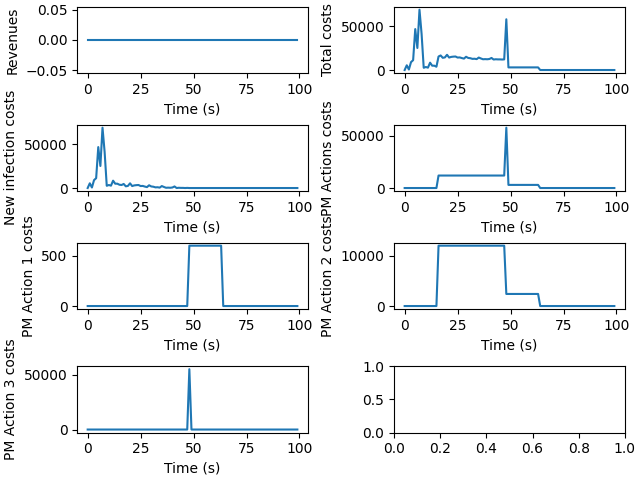 Revenues
0.05
0.00
−0.05
0 25 50 75 100
Time (s)
Total costs
50000
0
0 25 50 75 100
Time (s)
New infection costs
50000
0
0 25 50 75 100
Time (s)
PM Actions costs
50000
0
0 25 50 75 100
Time (s)
PM Action 1 costs
500
0
0 25 50 75 100
Time (s)
PM Action 2 costs
10000
0
0 25 50 75 100
Time (s)
PM Action 3 costs
50000
0
0 25 50 75 100
Time (s)
1.0
0.5
0.0
0.0 0.2 0.4 0.6 0.8 1.0